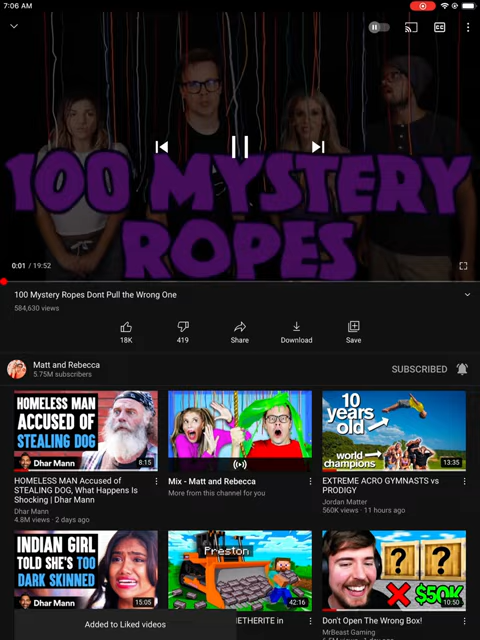 7:06 AM
CC
100 MYSTERY
ROPES
0:01 / 19:52
100 Mystery Ropes Dont Pull the Wrong One
584,630 views
18K
419
Share
Download
Save
Matt and Rebecca
5.75M subscribers
SUBSCRIBED
HOMELESS MAN
ACCUSED OF
STEALING DOG
Dhar Mann
8:15
10 years old
world champions
13:35
HOMELESS MAN Accused of
STEALING DOG, What Happens Is
Shocking | Dhar Mann
Dhar Mann
4.8M views · 2 days ago
Mix - Matt and Rebecca
More from this channel for you
EXTREME ACRO GYMNASTS vs
PRODIGY
Jordan Matter
560K views · 11 hours ago
INDIAN GIRL
TOLD SHE'S TOO
DARK SKINNED
Dhar Mann
15:05
Preston
42:16
? ?
$50K
10:50
Added to Liked videos
NETHERITE in
Don't Open The Wrong Box!
MrBeast Gaming